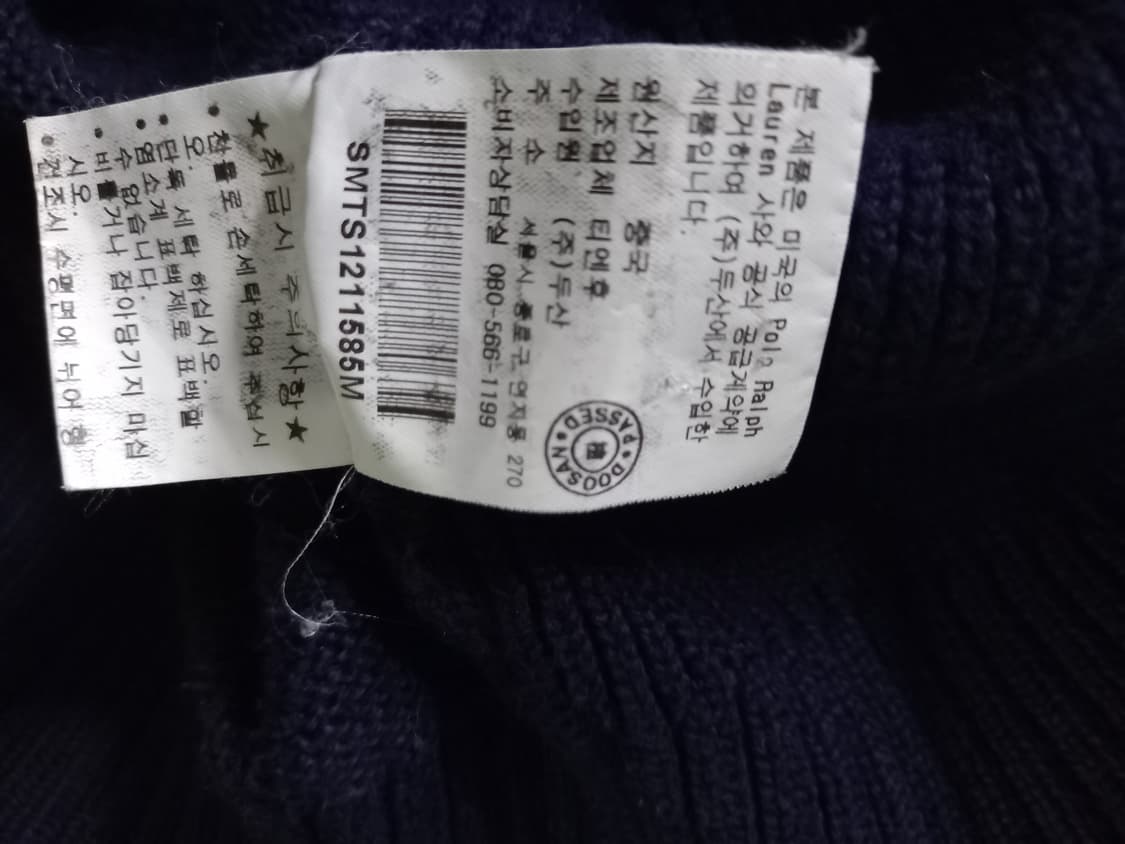 본 제품은 미국의 Polo Ralph
Lauren 사와 공식 공급계약에
의거하여 (주)두산에서 수입한
제품입니다.
원산지 중국
제조업체 티엔후
수입원 (주)두산
주 소 서울시 종로구 연지동 270
소비자상담실 080-566-1199
DOOSAN PASSED
SMTS1211585M
★취급시 주의사항★
• 찬물로 손세탁하여 주십시
오. 단독 세탁 하십시오.
• 염소계 표백제로 표백할
수 없습니다.
• 비틀거나 잡아당기지 마십
시오.
• 건조시 수평면에 뉘어